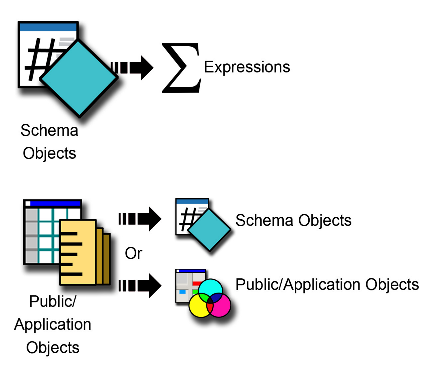 Expressions
Schema
Objects
Schema Objects
Or
Public/Application Objects
Public/
Application
Objects